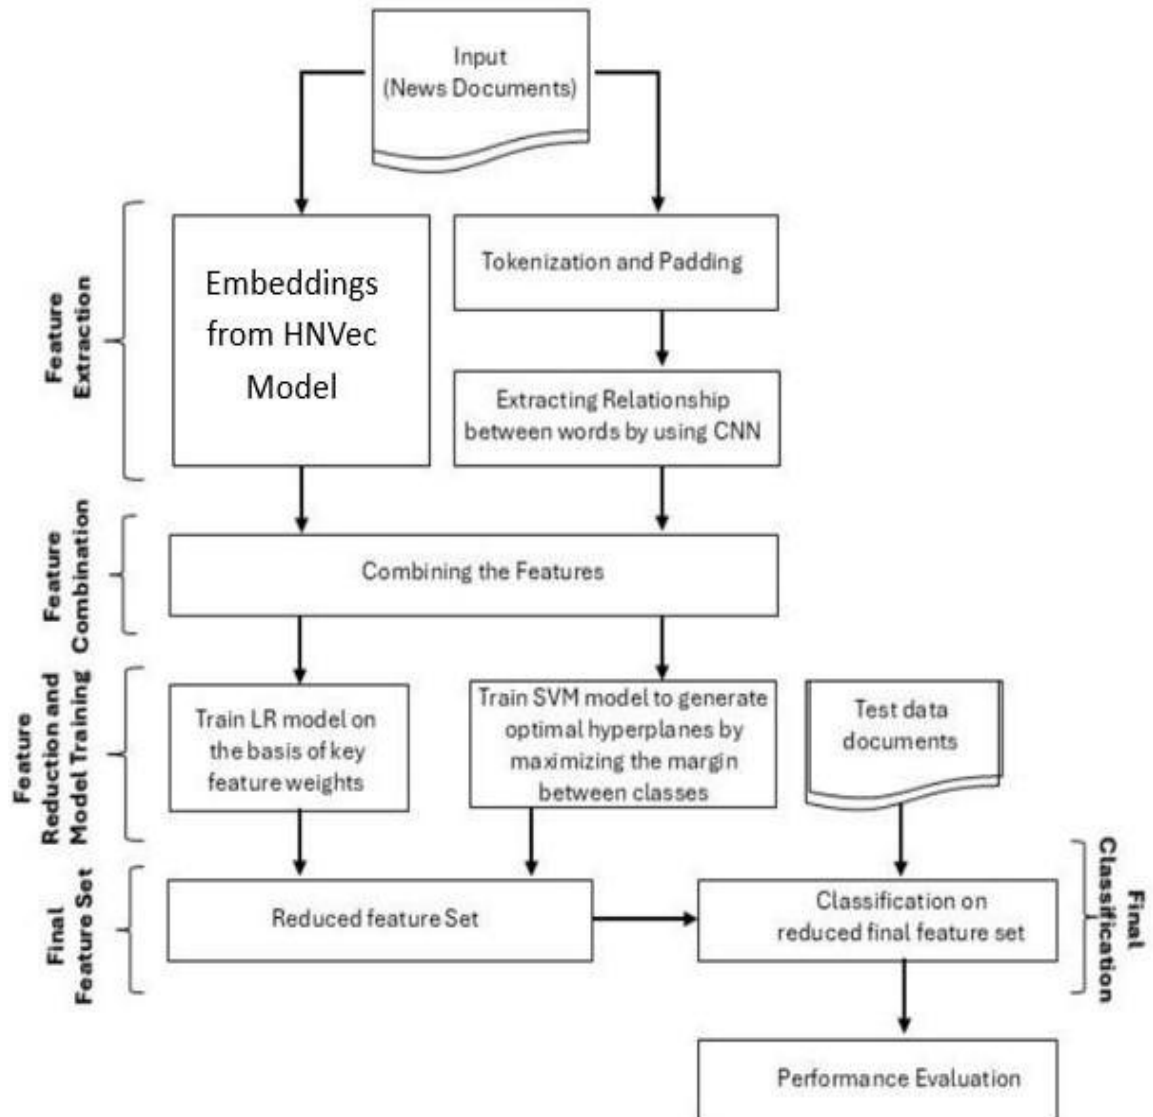 Input
(News Documents)
Feature
Extraction
Embeddings
from HNVec
Model
Tokenization and Padding
Extracting Relationship
between words by using CNN
Feature
Combination
Combining the Features
Feature
Reduction and
Model Training
Train LR model on
the basis of key
feature weights
Train SVM model to generate
optimal hyperplanes by
maximizing the margin
between classes
Test data
documents
Final
Feature Set
Reduced feature Set
Classification on
reduced final feature set
Final
Classification
Performance Evaluation